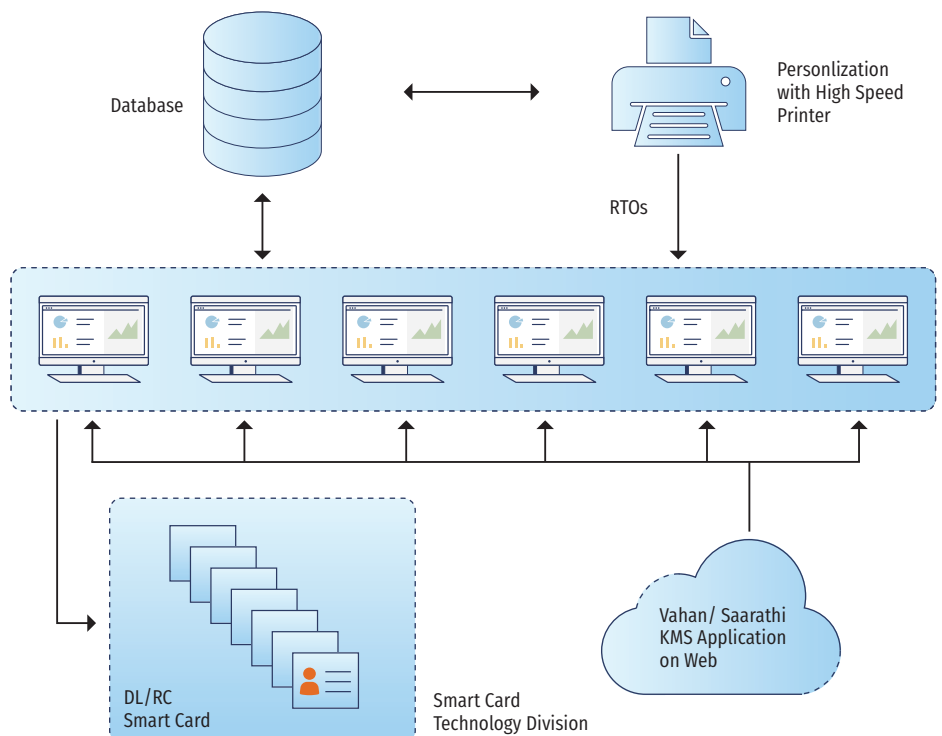 Database
Personlization
with High Speed
Printer
RTOs
Vahan/ Saarathi
KMS Application
on Web
DL/RC
Smart Card
Smart Card
Technology Division